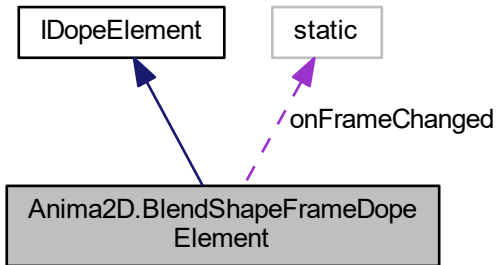 IDopeElement
static
onFrameChanged
Anima2D.BlendShapeFrameDope
Element